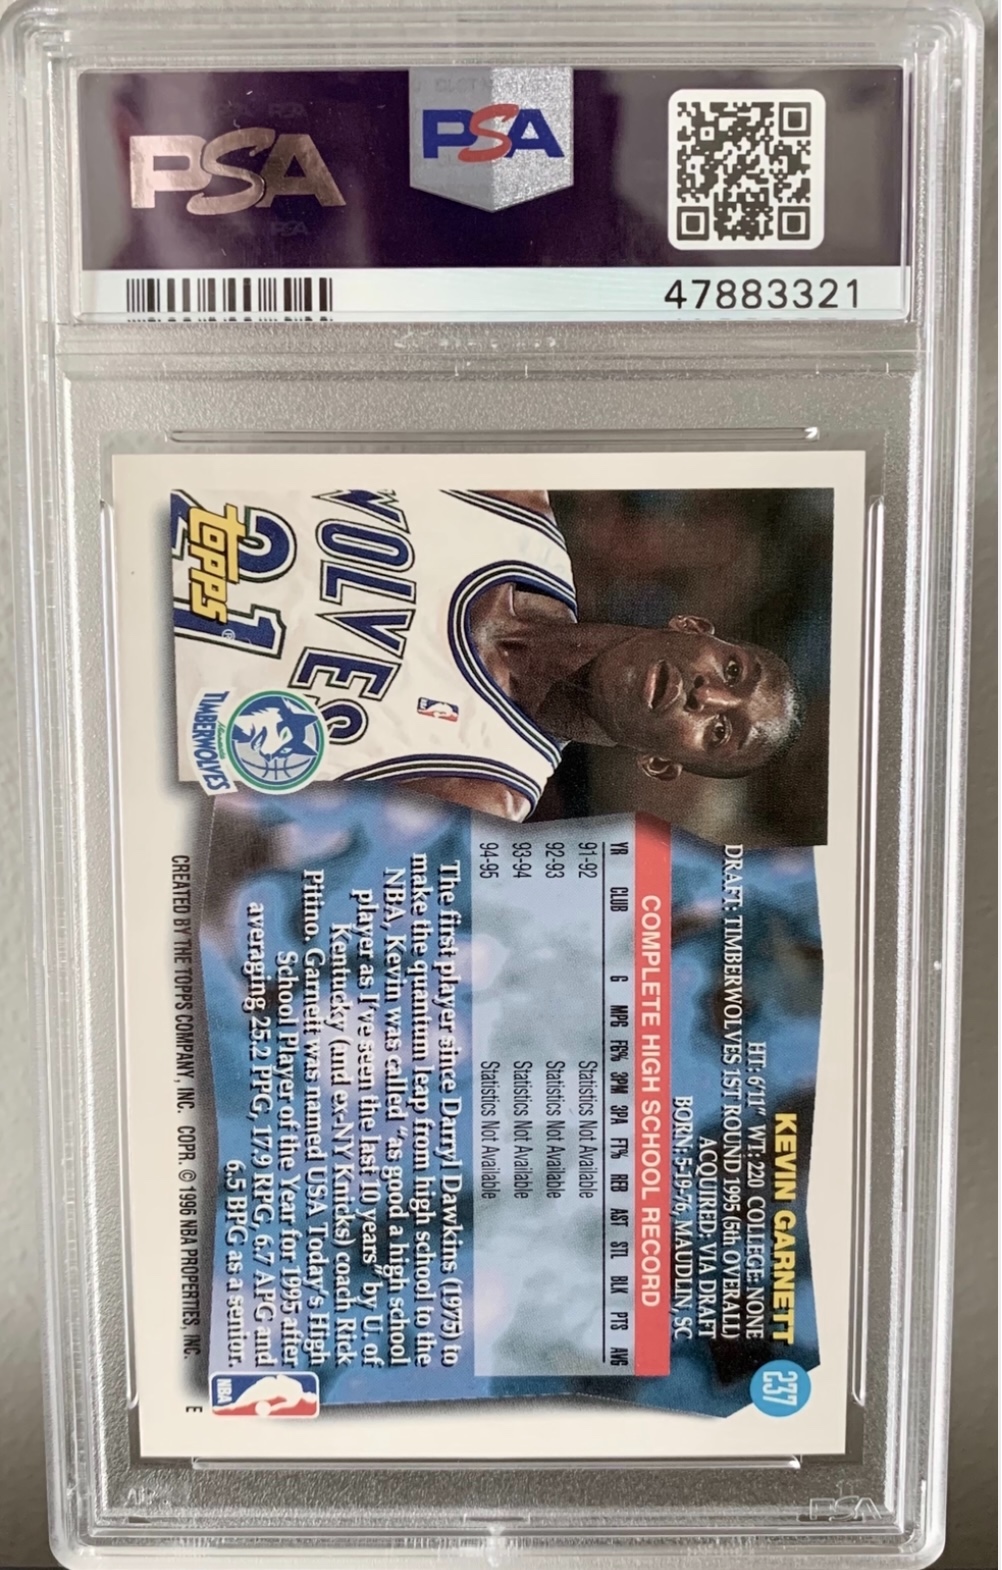 PSA
PSA
47883321
KEVIN GARNETT
237
HT: 6'11" WT: 220 COLLEGE: NONE
DRAFT: TIMBERWOLVES 1ST ROUND 1995 (5th OVERALL)
ACQUIRED: VIA DRAFT
BORN: 5-19-76, MAULDIN, SC
COMPLETE HIGH SCHOOL RECORD
YR CLUB G MPG FG% 3PM 3PA FT% REB AST STL BLK PTS AVG
91-92 Statistics Not Available
92-93 Statistics Not Available
93-94 Statistics Not Available
94-95 Statistics Not Available
The first player since Darryl Dawkins (1975) to
make the quantum leap from high school to the
NBA, Kevin was called "as good a high school
player as I've seen the last 10 years" by U. of
Kentucky (and ex-NY Knicks) coach Rick
Pitino. Garnett was named USA Today's High
School Player of the Year for 1995 after
averaging 25.2 PPG, 17.9 RPG, 6.7 APG and
6.5 BPG as a senior.
WOLVES
21
topps
TIMBERWOLVES
NBA
CREATED BY THE TOPPS COMPANY, INC. COPR. © 1996 NBA PROPERTIES, INC.
E
PSA